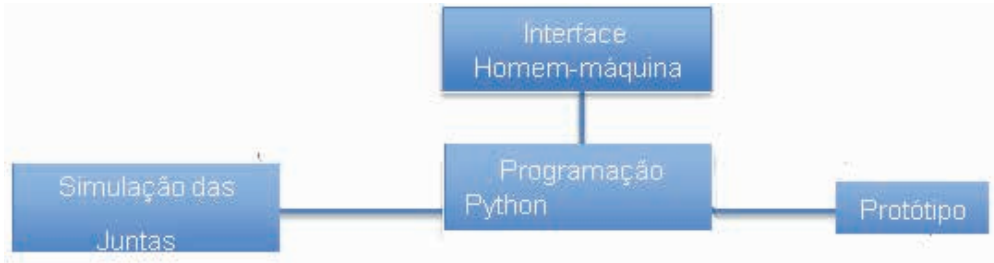 Interface
Homem-máquina
Programação
Python
Simulação das
Juntas
Protótipo